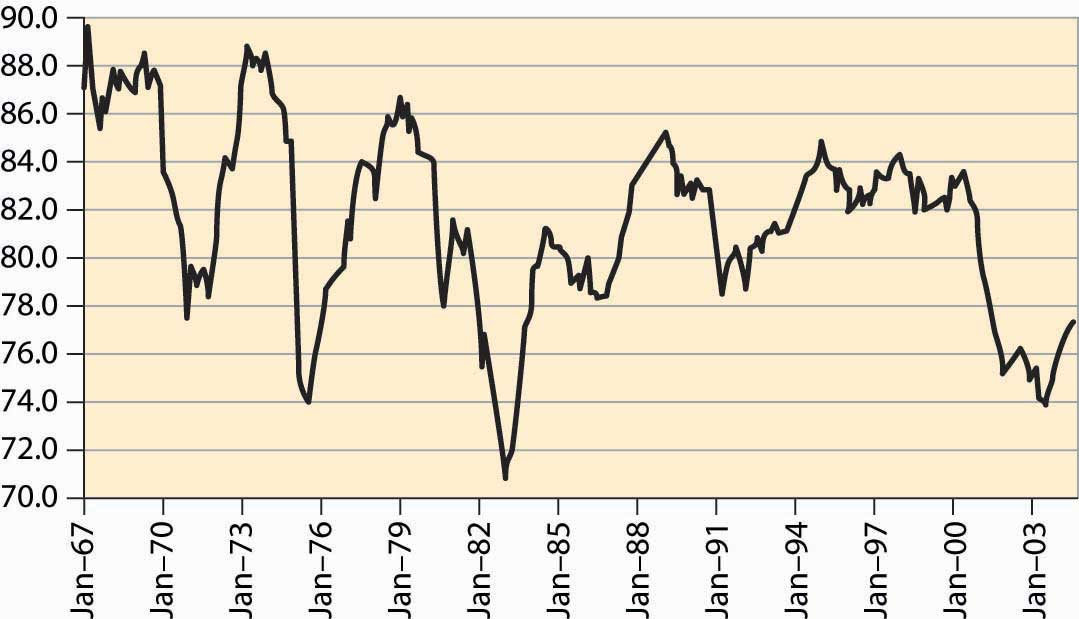 90.0
88.0
86.0
84.0
82.0
80.0
78.0
76.0
74.0
72.0
70.0
Jan–67
Jan–70
Jan–73
Jan–76
Jan–79
Jan–82
Jan–85
Jan–88
Jan–91
Jan–94
Jan–97
Jan–00
Jan–03